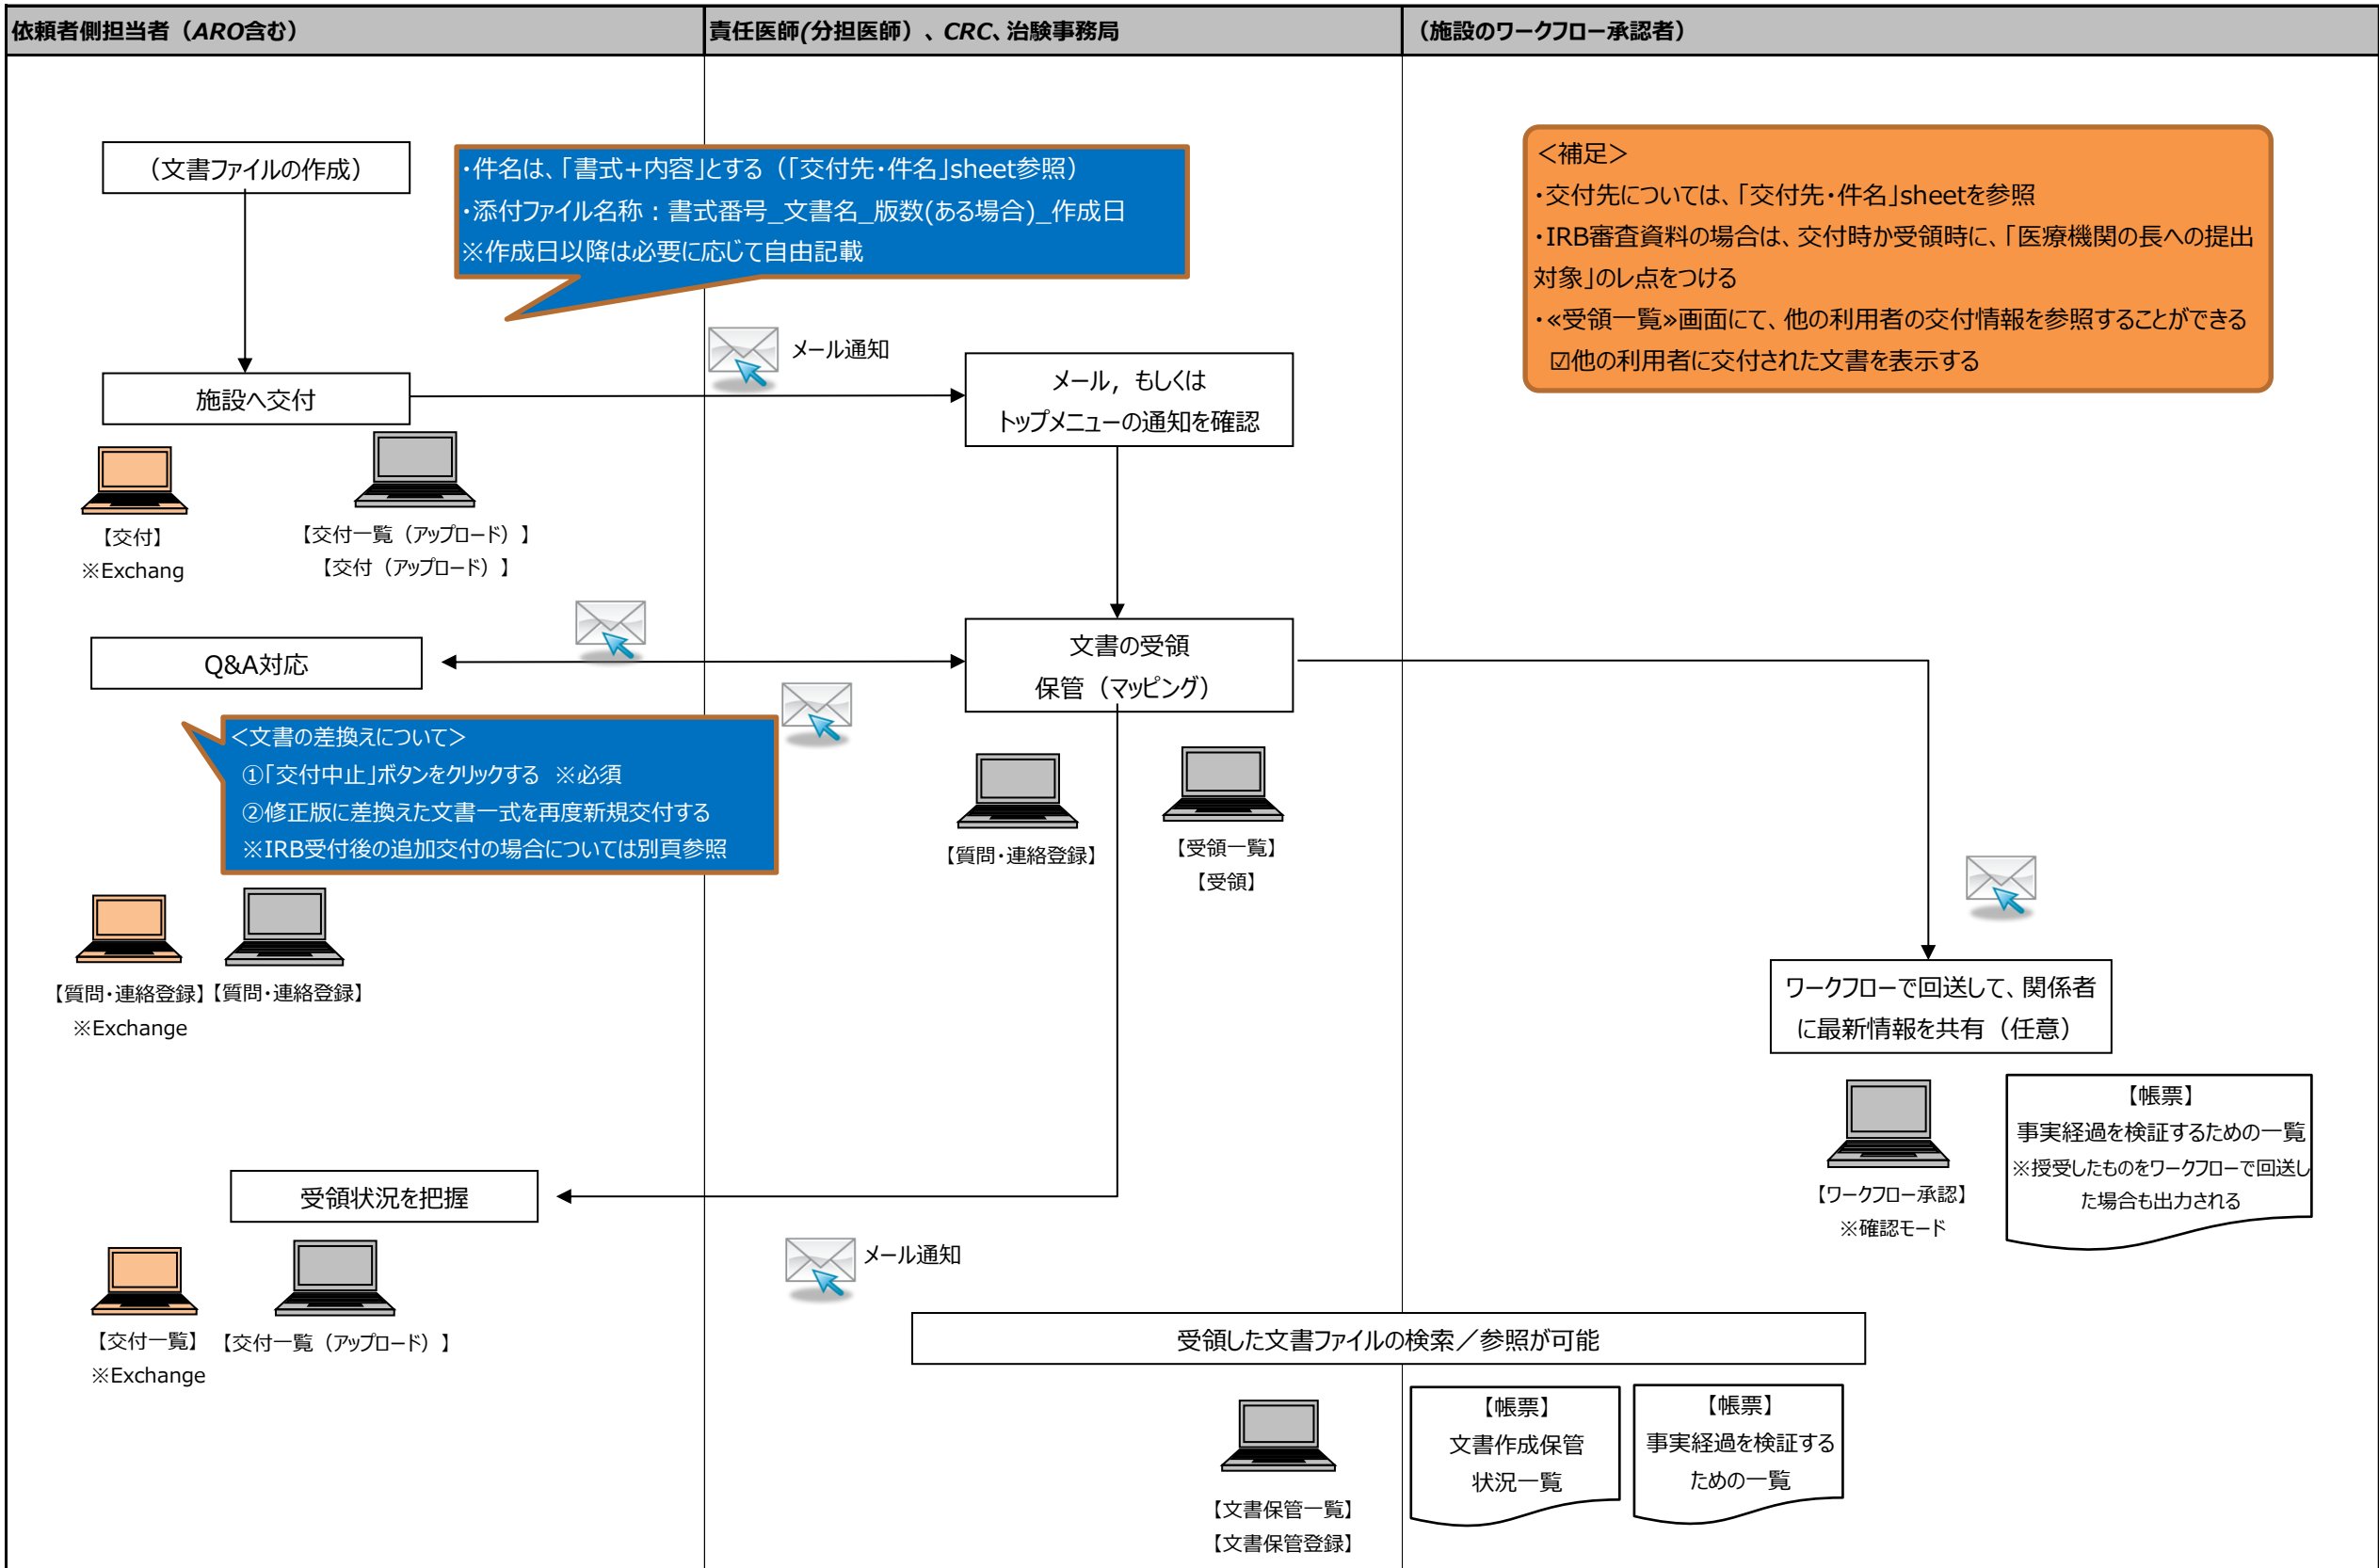 依頼者側担当者（ARO含む）
責任医師(分担医師）、CRC、治験事務局
（施設のワークフロー承認者）
（文書ファイルの作成）
・件名は、「書式+内容」とする（「交付先・件名」sheet参照）
・添付ファイル名称：書式番号_文書名_版数(ある場合)_作成日
※作成日以降は必要に応じて自由記載
＜補足＞
・交付先については、「交付先・件名」sheetを参照
・IRB審査資料の場合は、交付時か受領時に、「医療機関の長への提出
対象」のレ点をつける
・≪受領一覧≫画面にて、他の利用者の交付情報を参照することができる
☑他の利用者に交付された文書を表示する
メール通知
施設へ交付
メール，もしくは
トップメニューの通知を確認
【交付】
※Exchang
【交付一覧（アップロード）】
【交付（アップロード）】
Q&A対応
文書の受領
保管（マッピング）
＜文書の差換えについて＞
①「交付中止」ボタンをクリックする　※必須
②修正版に差換えた文書一式を再度新規交付する
※IRB受付後の追加交付の場合については別頁参照
【質問・連絡登録】
【受領一覧】
【受領】
【質問・連絡登録】
※Exchange
【質問・連絡登録】
ワークフローで回送して、関係者
に最新情報を共有（任意）
【ワークフロー承認】
※確認モード
【帳票】
事実経過を検証するための一覧
※授受したものをワークフローで回送し
た場合も出力される
受領状況を把握
メール通知
【交付一覧】
※Exchange
【交付一覧（アップロード）】
受領した文書ファイルの検索／参照が可能
【文書保管一覧】
【文書保管登録】
【帳票】
文書作成保管
状況一覧
【帳票】
事実経過を検証する
ための一覧